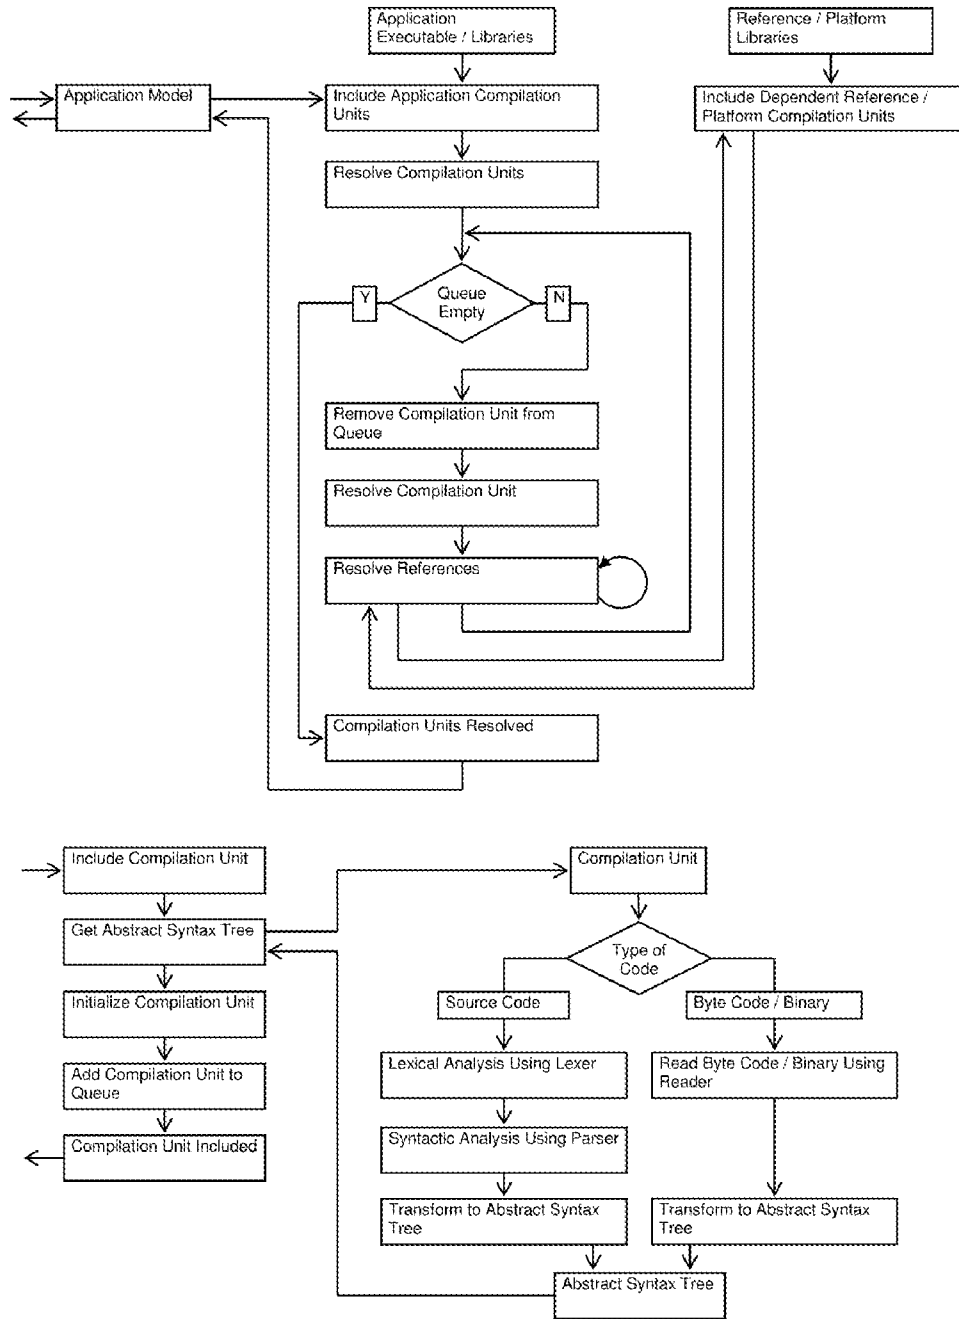 Application
Executable / Libraries
Reference / Platform
Libraries
Application Model
Include Application Compilation
Units
Include Dependent Reference /
Platform Compilation Units
Resolve Compilation Units
Y
Queue
Empty
N
Remove Compilation Unit from
Queue
Resolve Compilation Unit
Resolve References
Compilation Units Resolved
Include Compilation Unit
Get Abstract Syntax Tree
Initialize Compilation Unit
Add Compilation Unit to
Queue
Compilation Unit Included
Compilation Unit
Type of
Code
Source Code
Byte Code / Binary
Lexical Analysis Using Lexer
Read Byte Code / Binary Using
Reader
Syntactic Analysis Using Parser
Transform to Abstract Syntax
Tree
Transform to Abstract Syntax
Tree
Abstract Syntax Tree